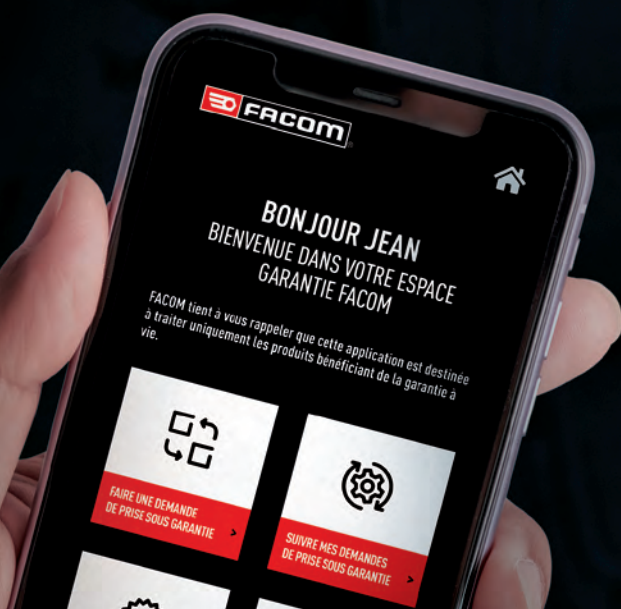 FACOM
BONJOUR JEAN
BIENVENUE DANS VOTRE ESPACE
GARANTIE FACOM
FACOM tient à vous rappeler que cette application est destinée
à traiter uniquement les produits bénéficiant de la garantie à
vie.
FAIRE UNE DEMANDE
DE PRISE SOUS GARANTIE >
SUIVRE MES DEMANDES
DE PRISE SOUS GARANTIE >